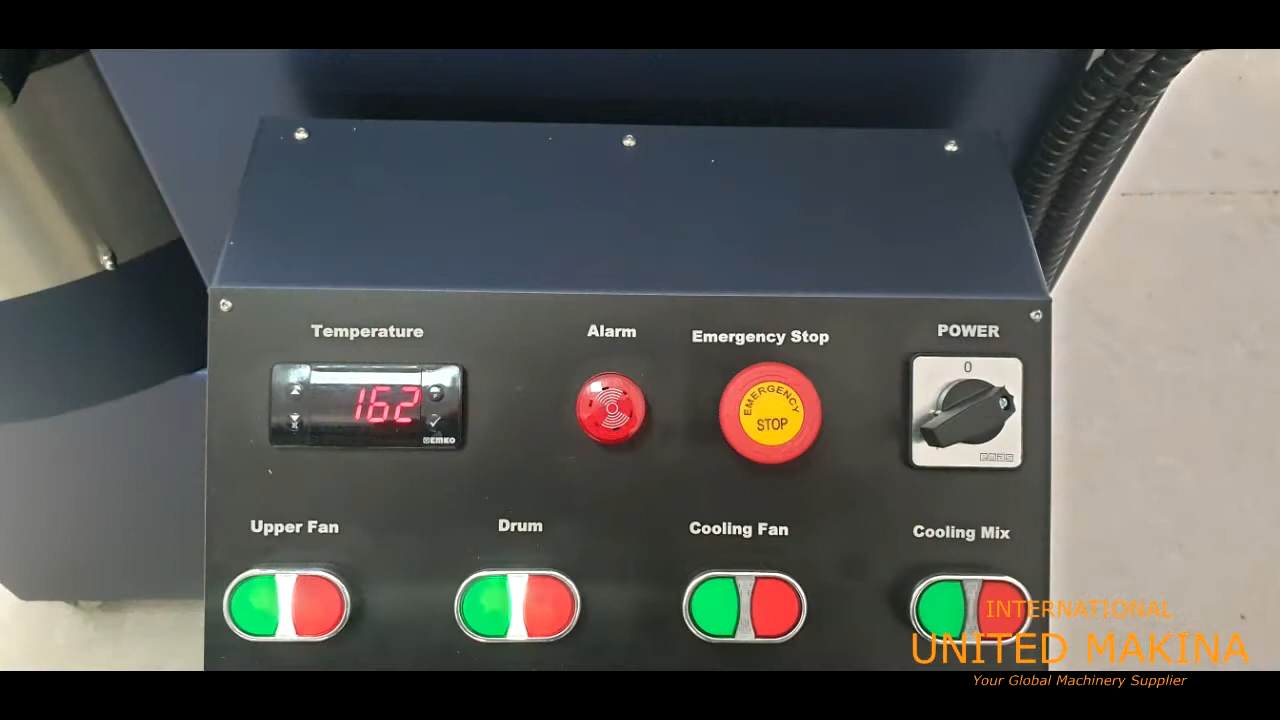 Temperature
Alarm
Emergency Stop
POWER
162
EMKO
EMERGENCY
STOP
0
emas
Upper Fan
Drum
Cooling Fan
Cooling Mix
INTERNATIONAL
UNITED MAKINA
Your Global Machinery Supplier